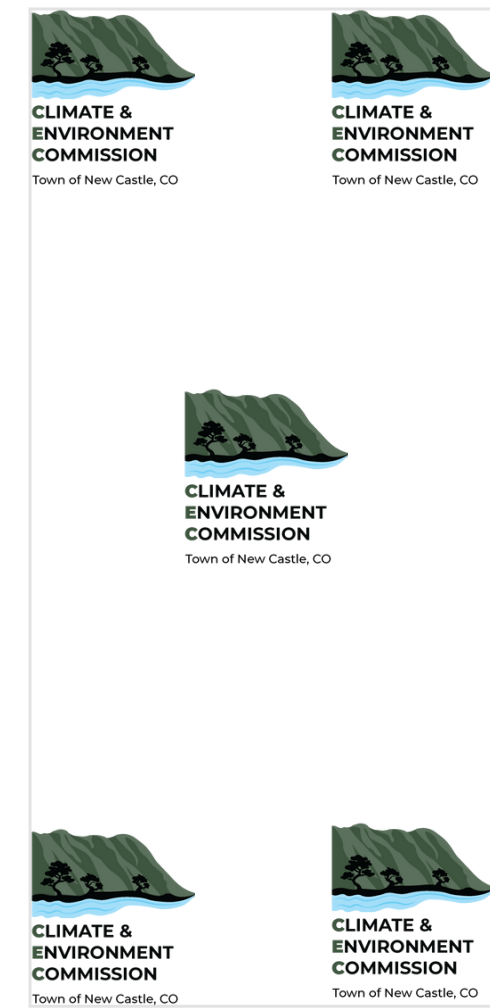 CLIMATE &
ENVIRONMENT
COMMISSION
Town of New Castle, CO
CLIMATE &
ENVIRONMENT
COMMISSION
Town of New Castle, CO
CLIMATE &
ENVIRONMENT
COMMISSION
Town of New Castle, CO
CLIMATE &
ENVIRONMENT
COMMISSION
Town of New Castle, CO
CLIMATE &
ENVIRONMENT
COMMISSION
Town of New Castle, CO